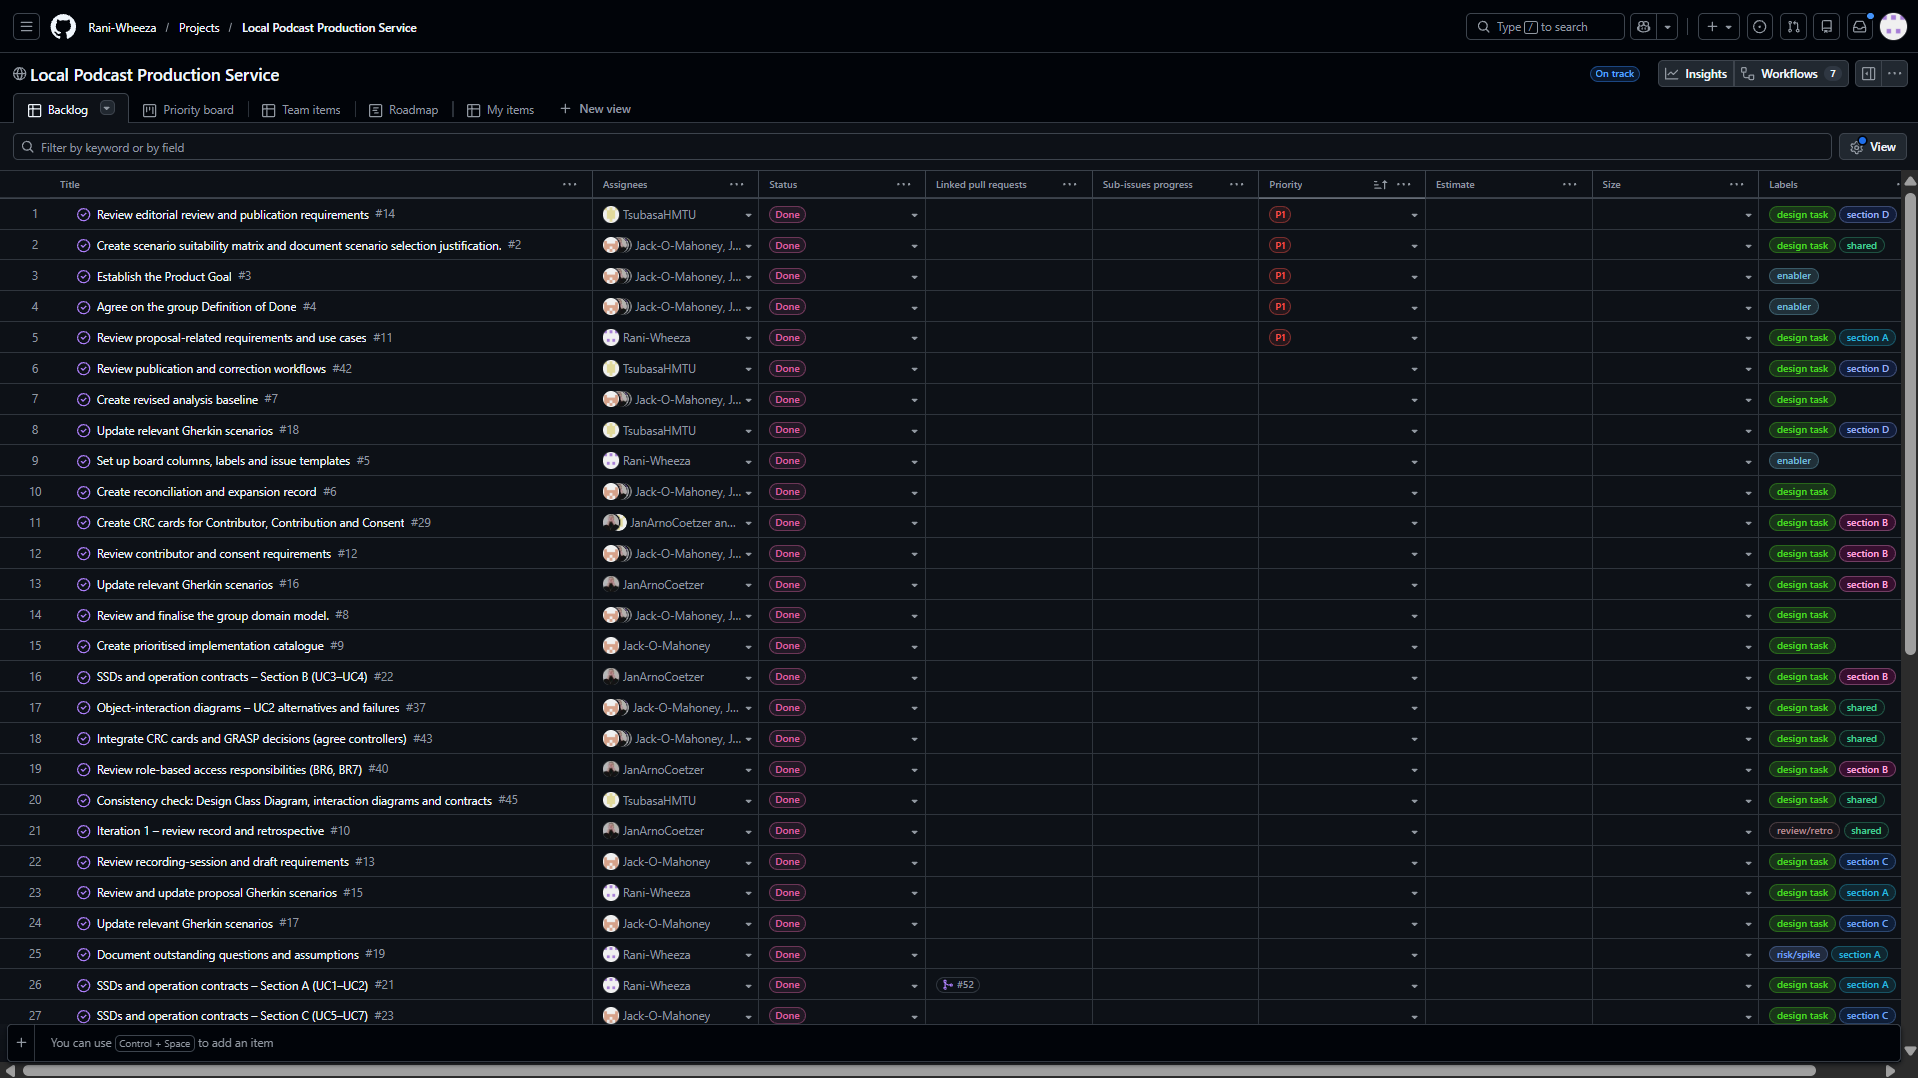 Rani-Wheeza / Projects / Local Podcast Production Service
Type / to search
Local Podcast Production Service
On track
Insights
Workflows 7
Backlog
Priority board
Team items
Roadmap
My items
New view
Filter by keyword or by field
View
Title Assignees Status Linked pull requests Sub-issues progress Priority Estimate Size Labels
1 Review editorial review and publication requirements #14 TsubasaHMTU Done P1 design task section D
2 Create scenario suitability matrix and document scenario selection justification. #2 Jack-O-Mahoney, J... Done P1 design task shared
3 Establish the Product Goal #3 Jack-O-Mahoney, J... Done P1 enabler
4 Agree on the group Definition of Done #4 Jack-O-Mahoney, J... Done P1 enabler
5 Review proposal-related requirements and use cases #11 Rani-Wheeza Done P1 design task section A
6 Review publication and correction workflows #42 TsubasaHMTU Done design task section D
7 Create revised analysis baseline #7 Jack-O-Mahoney, J... Done design task
8 Update relevant Gherkin scenarios #18 TsubasaHMTU Done design task section D
9 Set up board columns, labels and issue templates #5 Rani-Wheeza Done enabler
10 Create reconciliation and expansion record #6 Jack-O-Mahoney, J... Done design task
11 Create CRC cards for Contributor, Contribution and Consent #29 JanArnoCoetzer an... Done design task section B
12 Review contributor and consent requirements #12 Jack-O-Mahoney, J... Done design task section B
13 Update relevant Gherkin scenarios #16 JanArnoCoetzer Done design task section B
14 Review and finalise the group domain model. #8 Jack-O-Mahoney, J... Done design task
15 Create prioritised implementation catalogue #9 Jack-O-Mahoney Done design task
16 SSDs and operation contracts – Section B (UC3–UC4) #22 JanArnoCoetzer Done design task section B
17 Object-interaction diagrams – UC2 alternatives and failures #37 Jack-O-Mahoney, J... Done design task shared
18 Integrate CRC cards and GRASP decisions (agree controllers) #43 Jack-O-Mahoney, J... Done design task shared
19 Review role-based access responsibilities (BR6, BR7) #40 JanArnoCoetzer Done design task section B
20 Consistency check: Design Class Diagram, interaction diagrams and contracts #45 TsubasaHMTU Done design task shared
21 Iteration 1 – review record and retrospective #10 JanArnoCoetzer Done review/retro shared
22 Review recording-session and draft requirements #13 Jack-O-Mahoney Done design task section C
23 Review and update proposal Gherkin scenarios #15 Rani-Wheeza Done design task section A
24 Update relevant Gherkin scenarios #17 Jack-O-Mahoney Done design task section C
25 Document outstanding questions and assumptions #19 Rani-Wheeza Done risk/spike section A
26 SSDs and operation contracts – Section A (UC1–UC2) #21 Rani-Wheeza Done #52 design task section A
27 SSDs and operation contracts – Section C (UC5–UC7) #23 Jack-O-Mahoney Done design task section C
You can use Control + Space to add an item